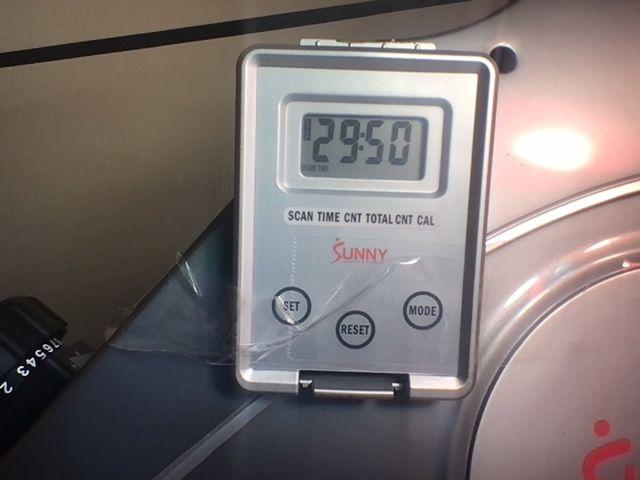 29:50
SCAN TIME
SCAN TIME CNT TOTAL CNT CAL
SUNNY
SET
RESET
MODE
76543 2